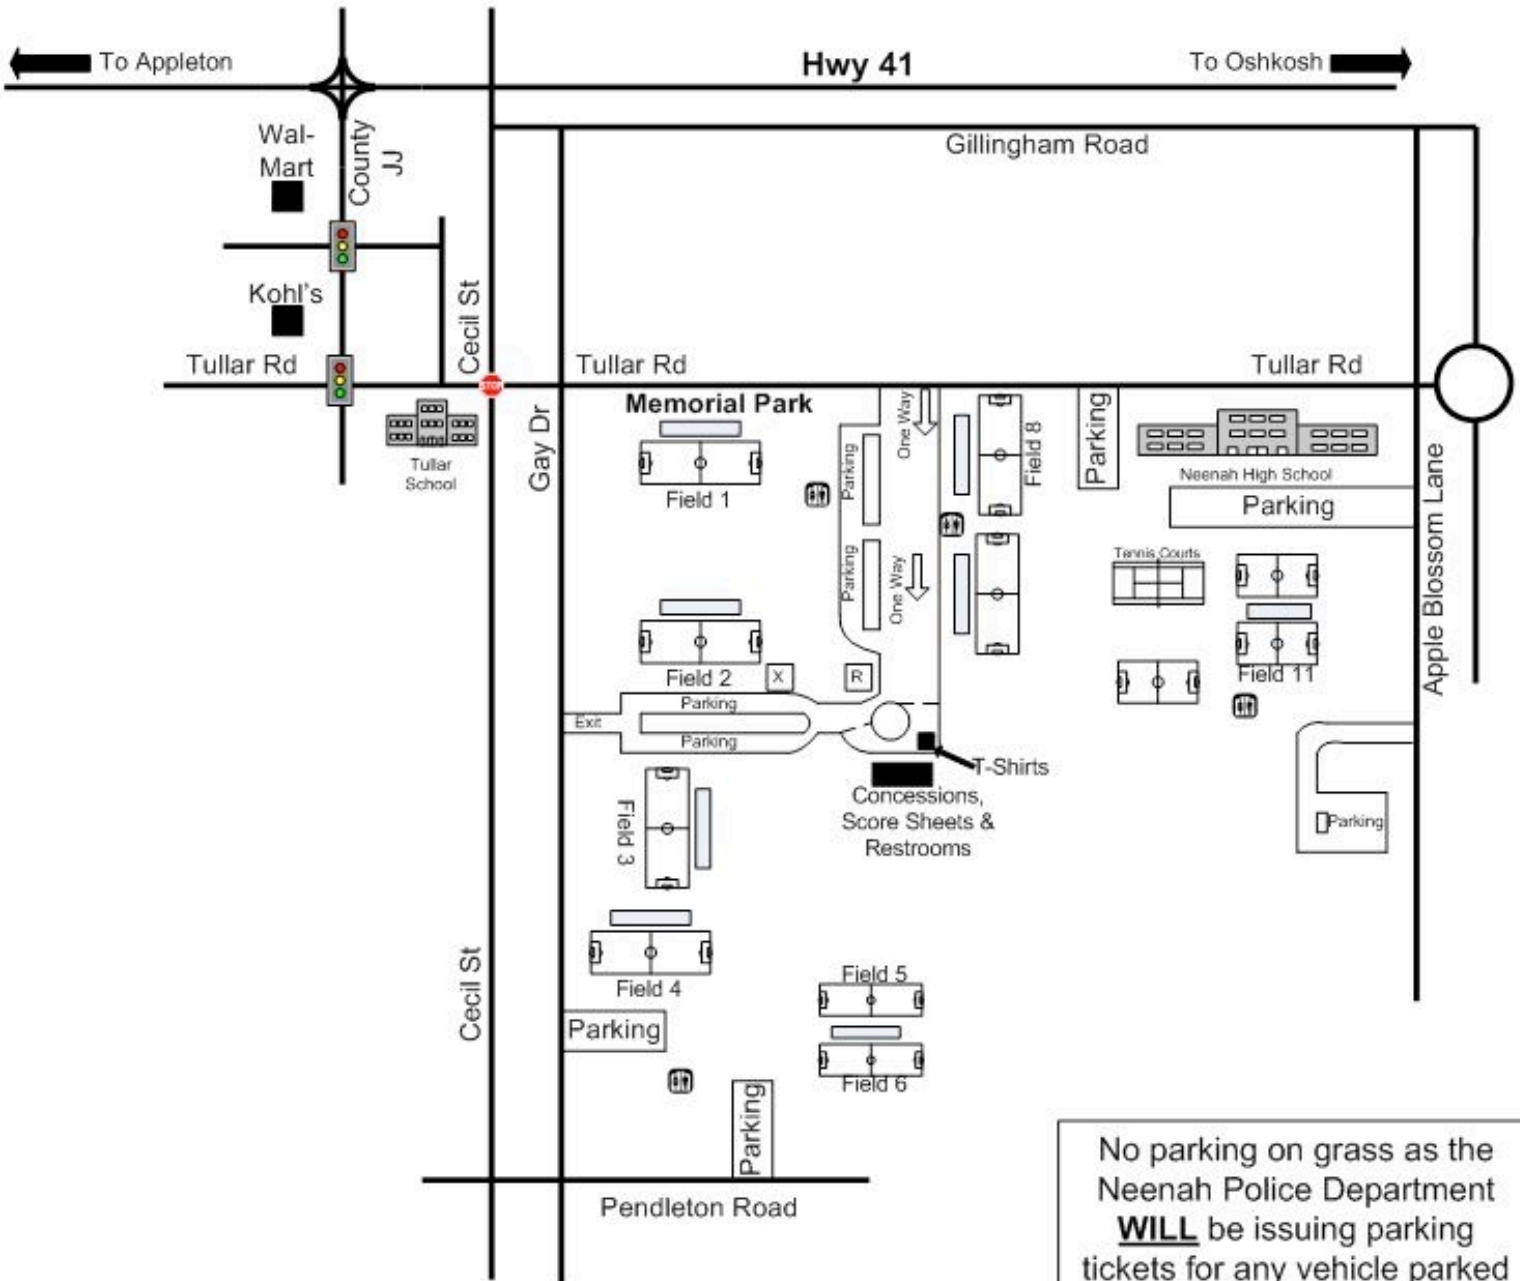 To Appleton
Hwy 41
To Oshkosh
Wal-
Mart
County
JJ
Gillingham Road
Kohl's
Cecil St
Tullar Rd
Tullar Rd
Tullar Rd
STOP
Memorial Park
Tullar
School
Gay Dr
Field 1
Parking
One Way
Field 8
Parking
Neenah High School
Parking
Apple Blossom Lane
Parking
One Way
Tennis Courts
Field 2
X
R
Field 11
Parking
Exit
Parking
T-Shirts
Concessions,
Score Sheets &
Restrooms
Parking
Field 3
Field 4
Cecil St
Field 5
Parking
Field 6
Parking
Pendleton Road
No parking on grass as the
Neenah Police Department
WILL be issuing parking
tickets for any vehicle parked